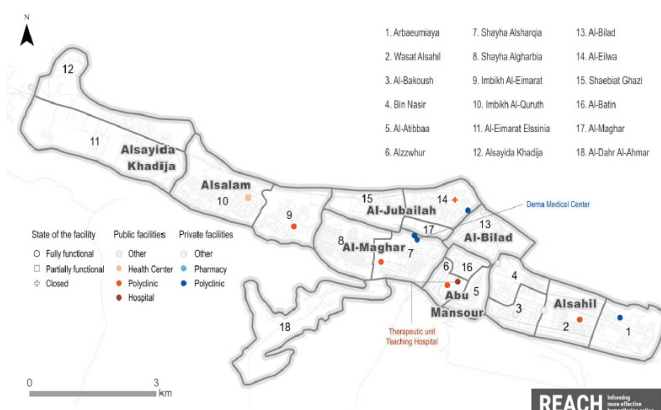 N
1. Arbaeumiaya
2. Wasat Alsahil
3. Al-Bakoush
4. Bin Nasir
5. Al-Atibbaa
6. Alzzwhur
7. Shayha Alsharqia
8. Shayha Algharbia
9. Imbikh Al-Eimarat
10. Imbikh Al-Quruth
11. Al-Eimarat Elssinia
12. Alsayida Khadija
13. Al-Bilad
14. Al-Eilwa
15. Shaebiat Ghazi
16. Al-Batin
17. Al-Maghar
18. Al-Dahr Al-Ahmar
12
11
Alsayida
Khadija
Alsalam
10
9
15
14
Al-Jubailah
Dema Medical Center
13
17
Al-Bilad
8
Al-Maghar
7
6
16
5
Abu
Mansour
4
3
Alsahil
2
1
18
Therapeutic unit
Teaching Hospital
State of the facility
Fully functional
Partially functional
Closed
Public facilities
Other
Health Center
Polyclinic
Hospital
Private facilities
Other
Pharmacy
Polyclinic
0
3
km
REACH
Informing
more effective